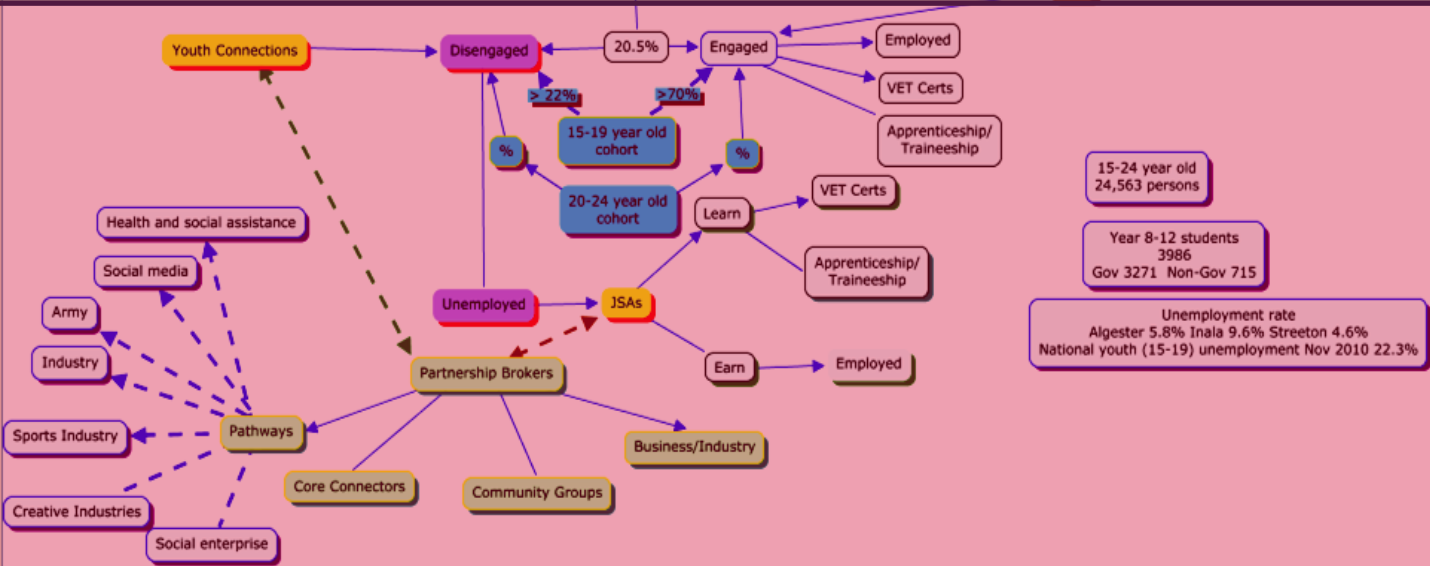 Youth Connections
Disengaged
20.5%
Engaged
Employed
VET Certs
Apprenticeship/
Traineeship
> 22%
>70%
15-19 year old
cohort
%
%
20-24 year old
cohort
15-24 year old
24,563 persons
Learn
VET Certs
Apprenticeship/
Traineeship
Year 8-12 students
3986
Gov 3271 Non-Gov 715
Health and social assistance
Social media
Army
Industry
Unemployed
JSAs
Unemployment rate
Algester 5.8% Inala 9.6% Streeton 4.6%
National youth (15-19) unemployment Nov 2010 22.3%
Partnership Brokers
Earn
Employed
Pathways
Sports Industry
Business/Industry
Core Connectors
Community Groups
Creative Industries
Social enterprise